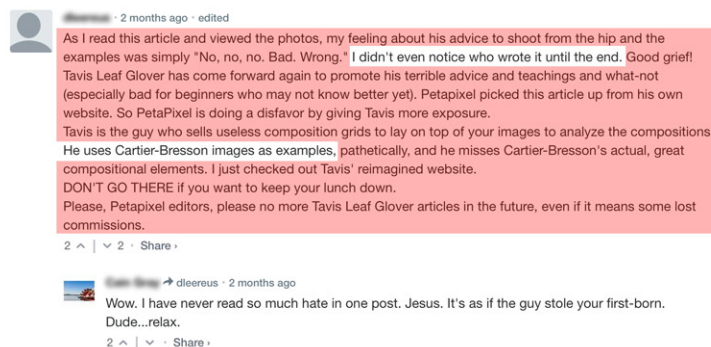 · 2 months ago · edited
As I read this article and viewed the photos, my feeling about his advice to shoot from the hip and the
examples was simply "No, no, no. Bad. Wrong." I didn't even notice who wrote it until the end. Good grief!
Tavis Leaf Glover has come forward again to promote his terrible advice and teachings and what-not
(especially bad for beginners who may not know better yet). Petapixel picked this article up from his own
website. So PetaPixel is doing a disfavor by giving Tavis more exposure.
Tavis is the guy who sells useless composition grids to lay on top of your images to analyze the compositions
He uses Cartier-Bresson images as examples, pathetically, and he misses Cartier-Bresson's actual, great
compositional elements. I just checked out Tavis' reimagined website.
DON'T GO THERE if you want to keep your lunch down.
Please, Petapixel editors, please no more Tavis Leaf Glover articles in the future, even if it means some lost
commissions.
2 | 2 · Share ›
dleereus · 2 months ago
Wow. I have never read so much hate in one post. Jesus. It's as if the guy stole your first-born.
Dude...relax.
2 | · Share ›